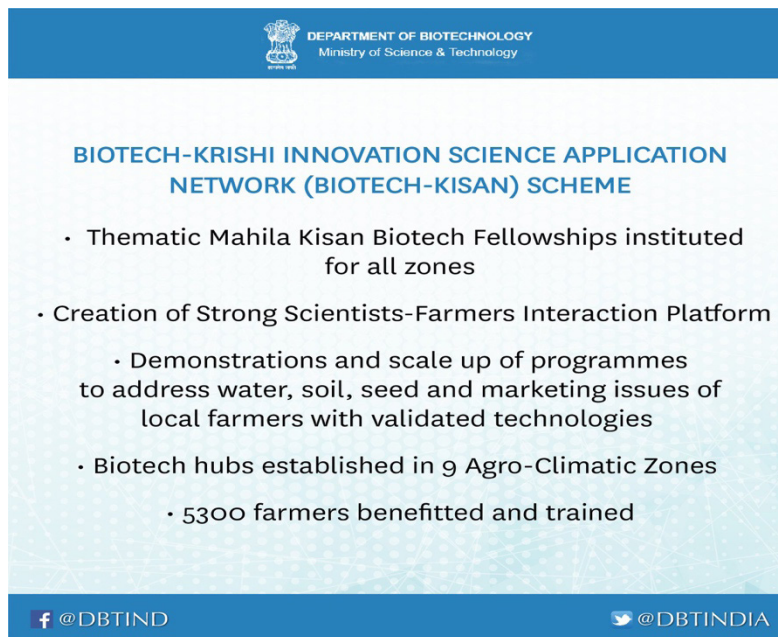 DEPARTMENT OF BIOTECHNOLOGY
Ministry of Science & Technology
सत्यमेव जयते
BIOTECH-KRISHI INNOVATION SCIENCE APPLICATION
NETWORK (BIOTECH-KISAN) SCHEME
• Thematic Mahila Kisan Biotech Fellowships instituted
for all zones
• Creation of Strong Scientists-Farmers Interaction Platform
• Demonstrations and scale up of programmes
to address water, soil, seed and marketing issues of
local farmers with validated technologies
• Biotech hubs established in 9 Agro-Climatic Zones
• 5300 farmers benefitted and trained
@DBTIND
@DBTINDIA